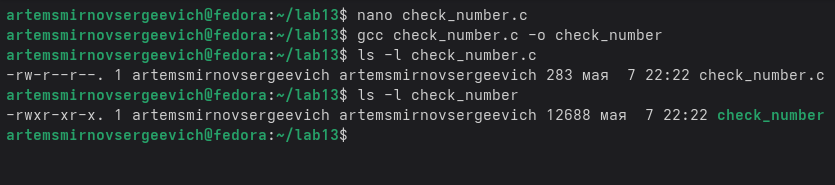 artemsmirnovsergeevich@fedora:~/lab13$ nano check_number.c
artemsmirnovsergeevich@fedora:~/lab13$ gcc check_number.c -o check_number
artemsmirnovsergeevich@fedora:~/lab13$ ls -l check_number.c
-rw-r--r--. 1 artemsmirnovsergeevich artemsmirnovsergeevich 283 мая  7 22:22 check_number.c
artemsmirnovsergeevich@fedora:~/lab13$ ls -l check_number
-rwxr-xr-x. 1 artemsmirnovsergeevich artemsmirnovsergeevich 12688 мая  7 22:22 check_number
artemsmirnovsergeevich@fedora:~/lab13$